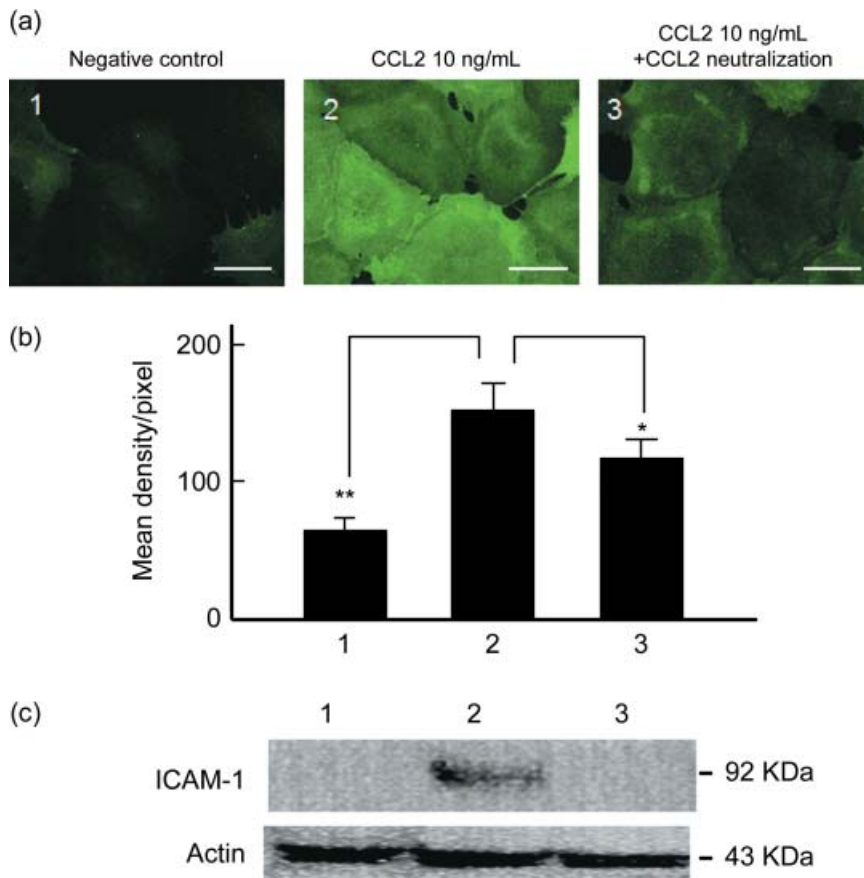 (a)
Negative control
CCL2 10 ng/mL
CCL2 10 ng/mL
+CCL2 neutralization
1
2
3
(b)
Mean density/pixel
200
100
0
**
*
1
2
3
(c)
1
2
3
ICAM-1
– 92 KDa
Actin
– 43 KDa